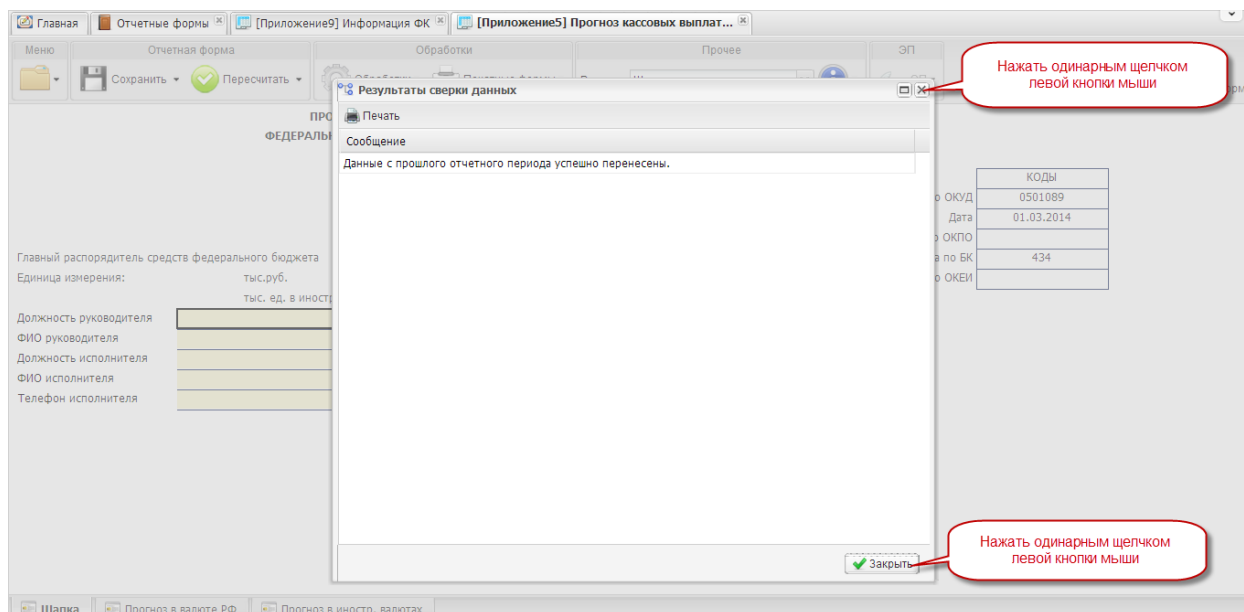 Главная Отчетные формы [Приложение9] Информация ФК [Приложение5] Прогноз кассовых выплат...
Меню Отчетная форма Обработки Прочее ЭП
Сохранить Пересчитать
Нажать одинарным щелчком
левой кнопки мыши
Результаты сверки данных
ПРО
Печать
ФЕДЕРАЛЬН
Сообщение
Данные с прошлого отчетного периода успешно перенесены.
КОДЫ
о ОКУД 0501089
Дата 01.03.2014
о ОКПО
Главный распорядитель средств федерального бюджета а по БК 434
Единица измерения: тыс.руб. о ОКЕИ
тыс. ед. в иностр
Должность руководителя
ФИО руководителя
Должность исполнителя
ФИО исполнителя
Телефон исполнителя
Нажать одинарным щелчком
левой кнопки мыши
Закрыть
Шапка Прогноз в валюте РФ Прогноз в иностр. валютах